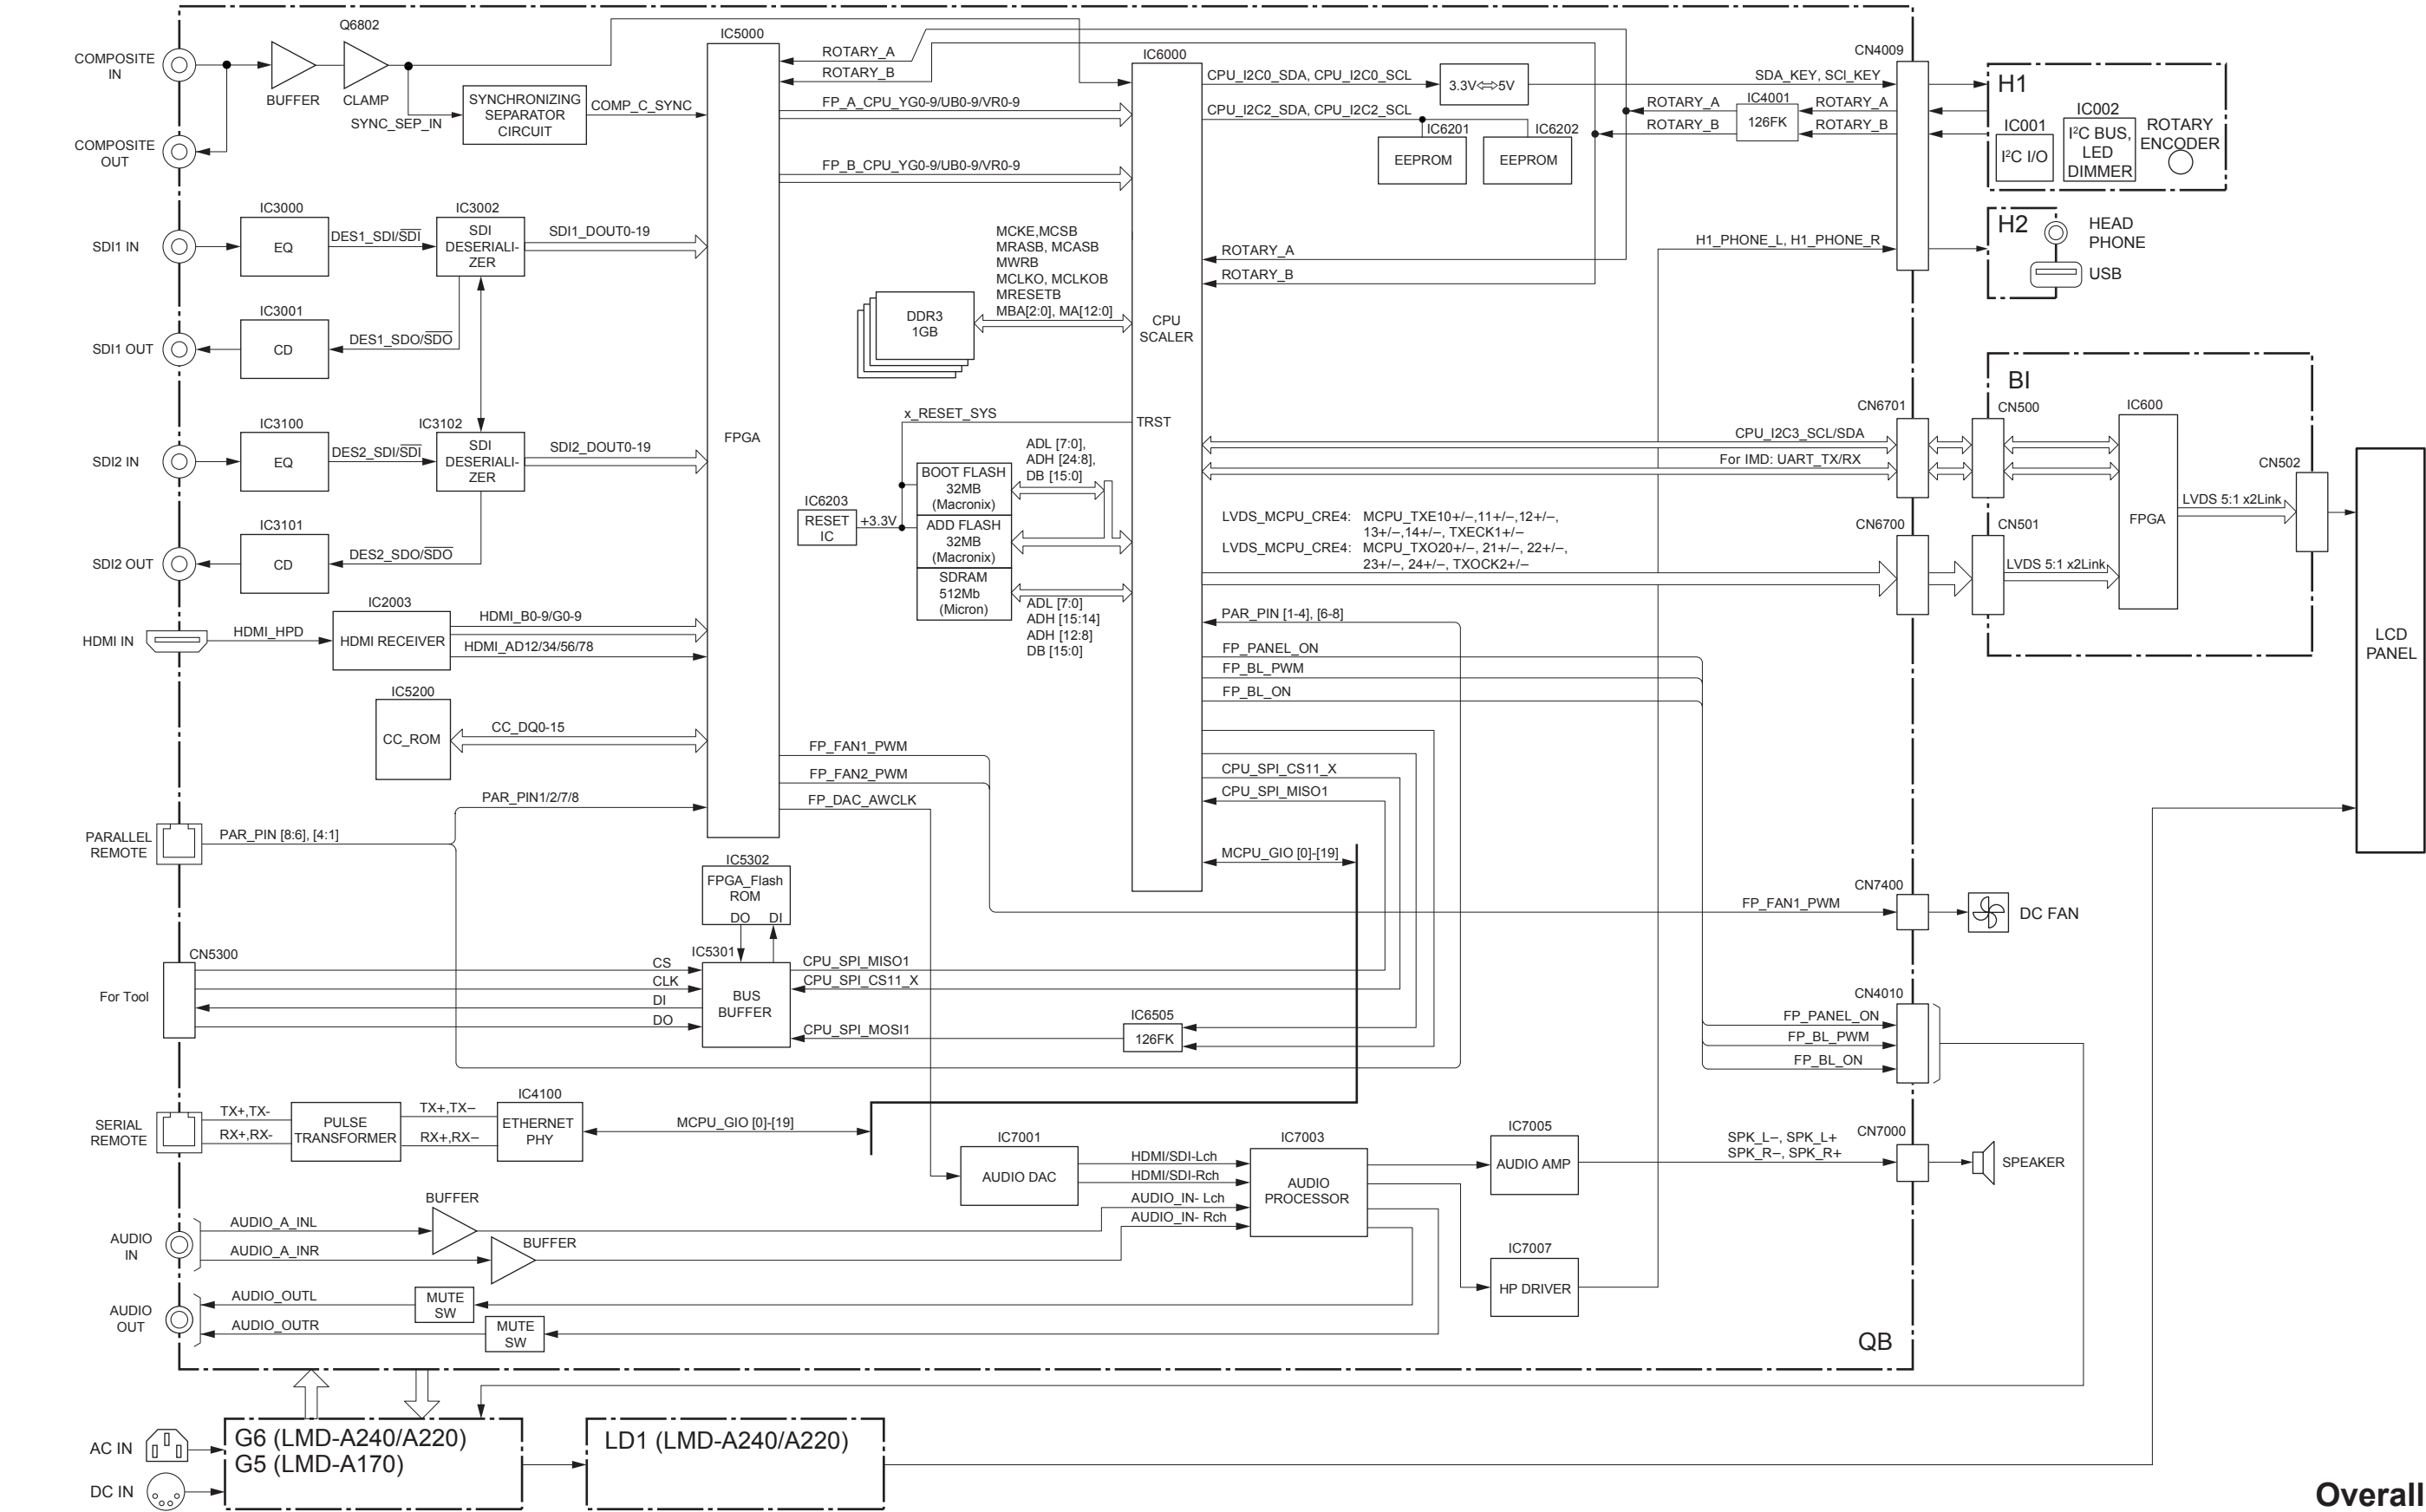 COMPOSITE
IN
Q6802
BUFFER
CLAMP
SYNC_SEP_IN
SYNCHRONIZING
SEPARATOR
CIRCUIT
COMP_C_SYNC
COMPOSITE
OUT
IC5000
FPGA
ROTARY_A
ROTARY_B
FP_A_CPU_YG0-9/UB0-9/VR0-9
FP_B_CPU_YG0-9/UB0-9/VR0-9
IC6000
CPU
SCALER
TRST
CPU_I2C0_SDA, CPU_I2C0_SCL
3.3V⇔5V
SDA_KEY, SCI_KEY
CPU_I2C2_SDA, CPU_I2C2_SCL
IC6201
EEPROM
IC6202
EEPROM
ROTARY_A
ROTARY_B
IC4001
126FK
ROTARY_A
ROTARY_B
CN4009
H1
IC001
I²C I/O
IC002
I²C BUS,
LED
DIMMER
ROTARY
ENCODER
H2
HEAD
PHONE
USB
H1_PHONE_L, H1_PHONE_R
ROTARY_A
ROTARY_B
SDI1 IN
IC3000
EQ
DES1_SDI/S̅D̅I̅
IC3002
SDI
DESERIALI-
ZER
SDI1_DOUT0-19
SDI1 OUT
IC3001
CD
DES1_SDO/S̅D̅O̅
SDI2 IN
IC3100
EQ
DES2_SDI/S̅D̅I̅
IC3102
SDI
DESERIALI-
ZER
SDI2_DOUT0-19
SDI2 OUT
IC3101
CD
DES2_SDO/S̅D̅O̅
HDMI IN
HDMI_HPD
IC2003
HDMI RECEIVER
HDMI_B0-9/G0-9
HDMI_AD12/34/56/78
IC5200
CC_ROM
CC_DQ0-15
MCKE,MCSB
MRASB, MCASB
MWRB
MCLKO, MCLKOB
MRESETB
MBA[2:0], MA[12:0]
DDR3
1GB
x_RESET_SYS
IC6203
RESET
IC
+3.3V
BOOT FLASH
32MB
(Macronix)
ADD FLASH
32MB
(Macronix)
SDRAM
512Mb
(Micron)
ADL [7:0],
ADH [24:8],
DB [15:0]
ADL [7:0]
ADH [15:14]
ADH [12:8]
DB [15:0]
CPU_I2C3_SCL/SDA
For IMD: UART_TX/RX
LVDS_MCPU_CRE4: MCPU_TXE10+/–,11+/–,12+/–,
13+/–,14+/–, TXECK1+/–
LVDS_MCPU_CRE4: MCPU_TXO20+/–, 21+/–, 22+/–,
23+/–, 24+/–, TXOCK2+/–
CN6701
CN6700
BI
CN500
CN501
IC600
FPGA
LVDS 5:1 x2Link
LVDS 5:1 x2Link
CN502
LCD
PANEL
PAR_PIN [1-4], [6-8]
FP_PANEL_ON
FP_BL_PWM
FP_BL_ON
CPU_SPI_CS11_X
CPU_SPI_MISO1
MCPU_GIO [0]-[19]
FP_FAN1_PWM
FP_FAN2_PWM
FP_DAC_AWCLK
PARALLEL
REMOTE
PAR_PIN [8:6], [4:1]
PAR_PIN1/2/7/8
IC5302
FPGA_Flash
ROM
DO DI
IC5301
BUS
BUFFER
CN5300
For Tool
CS
CLK
DI
DO
CPU_SPI_MISO1
CPU_SPI_CS11_X
CPU_SPI_MOSI1
IC6505
126FK
FP_FAN1_PWM
CN7400
DC FAN
CN4010
FP_PANEL_ON
FP_BL_PWM
FP_BL_ON
SERIAL
REMOTE
TX+,TX-
RX+,RX-
PULSE
TRANSFORMER
TX+,TX–
RX+,RX–
IC4100
ETHERNET
PHY
MCPU_GIO [0]-[19]
IC7001
AUDIO DAC
HDMI/SDI-Lch
HDMI/SDI-Rch
AUDIO_IN- Lch
AUDIO_IN- Rch
IC7003
AUDIO
PROCESSOR
IC7005
AUDIO AMP
SPK_L–, SPK_L+
SPK_R–, SPK_R+
CN7000
SPEAKER
IC7007
HP DRIVER
AUDIO
IN
AUDIO_A_INL
AUDIO_A_INR
BUFFER
BUFFER
AUDIO
OUT
AUDIO_OUTL
AUDIO_OUTR
MUTE
SW
MUTE
SW
QB
AC IN
DC IN
G6 (LMD-A240/A220)
G5 (LMD-A170)
LD1 (LMD-A240/A220)
Overall